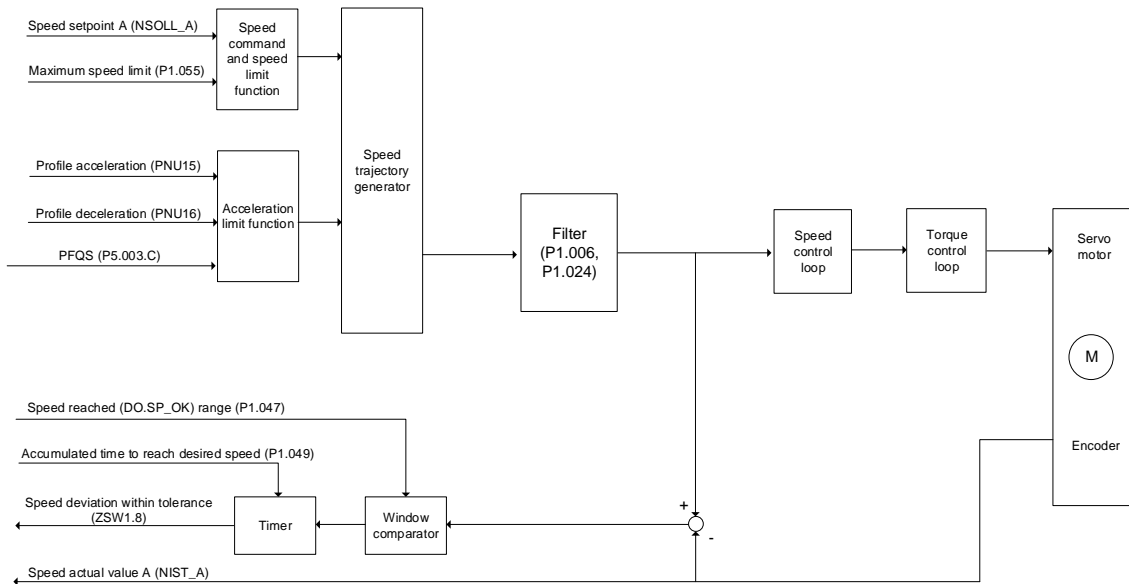 Speed setpoint A (NSOLL_A)
Maximum speed limit (P1.055)
Speed
command
and speed
limit
function
Profile acceleration (PNU15)
Profile deceleration (PNU16)
PFQS (P5.003.C)
Acceleration
limit function
Speed
trajectory
generator
Filter
(P1.006,
P1.024)
Speed
control
loop
Torque
control
loop
Servo
motor
M
Encoder
Speed reached (DO.SP_OK) range (P1.047)
Accumulated time to reach desired speed (P1.049)
Speed deviation within tolerance
(ZSW1.8)
Timer
Window
comparator
+
-
Speed actual value A (NIST_A)